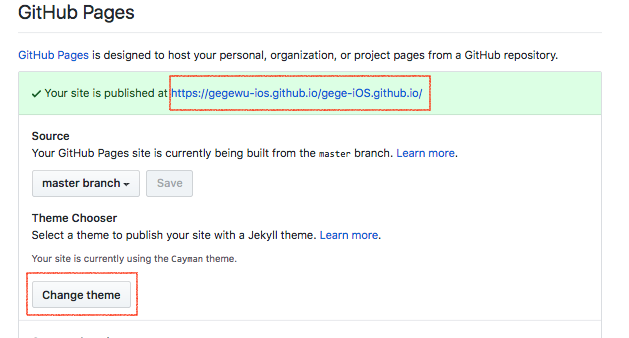 GitHub Pages
GitHub Pages is designed to host your personal, organization, or project pages from a GitHub repository.
✓ Your site is published at https://gegewu-ios.github.io/gege-iOS.github.io/
Source
Your GitHub Pages site is currently being built from the master branch. Learn more.
master branch Save
Theme Chooser
Select a theme to publish your site with a Jekyll theme. Learn more.
Your site is currently using the Cayman theme.
Change theme